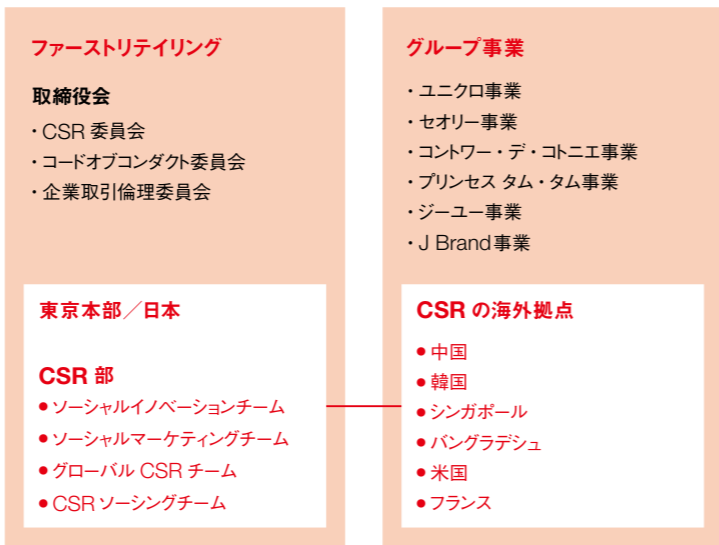 ファーストリテイリング
取締役会
・CSR 委員会
・コードオブコンダクト委員会
・企業取引倫理委員会
東京本部／日本
CSR 部
●ソーシャルイノベーションチーム
●ソーシャルマーケティングチーム
●グローバル CSR チーム
●CSR ソーシングチーム
グループ事業
・ユニクロ事業
・セオリー事業
・コントワー・デ・コトニエ事業
・プリンセス タム・タム事業
・ジーユー事業
・J Brand事業
CSR の海外拠点
●中国
●韓国
●シンガポール
●バングラデシュ
●米国
●フランス